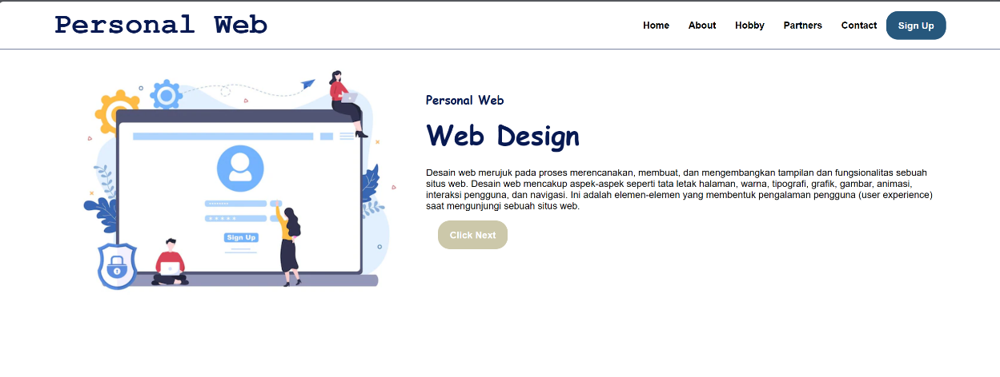 Personal Web
Home
About
Hobby
Partners
Contact
Sign Up
Personal Web
Web Design
Desain web merujuk pada proses merencanakan, membuat, dan mengembangkan tampilan dan fungsionalitas sebuah
situs web. Desain web mencakup aspek-aspek seperti tata letak halaman, warna, tipografi, grafik, gambar, animasi,
interaksi pengguna, dan navigasi. Ini adalah elemen-elemen yang membentuk pengalaman pengguna (user experience)
saat mengunjungi sebuah situs web.
Click Next
Sign Up